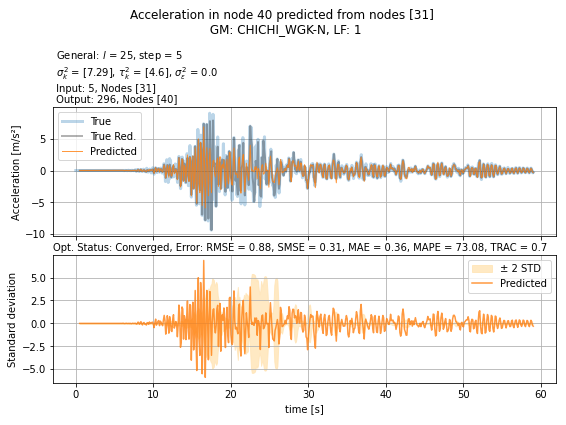 Acceleration in node 40 predicted from nodes [31]
GM: CHICHI_WGK-N, LF: 1
General: l = 25, step = 5
σ²ₖ = [7.29], τ²ₖ = [4.6], σ²ε = 0.0
Input: 5, Nodes [31]
Output: 296, Nodes [40]
True
True Red.
Predicted
Acceleration [m/s²]
5
0
−5
−10
Opt. Status: Converged, Error: RMSE = 0.88, SMSE = 0.31, MAE = 0.36, MAPE = 73.08, TRAC = 0.7
± 2 STD
Predicted
Standard deviation
5.0
2.5
0.0
−2.5
−5.0
0 10 20 30 40 50 60
time [s]